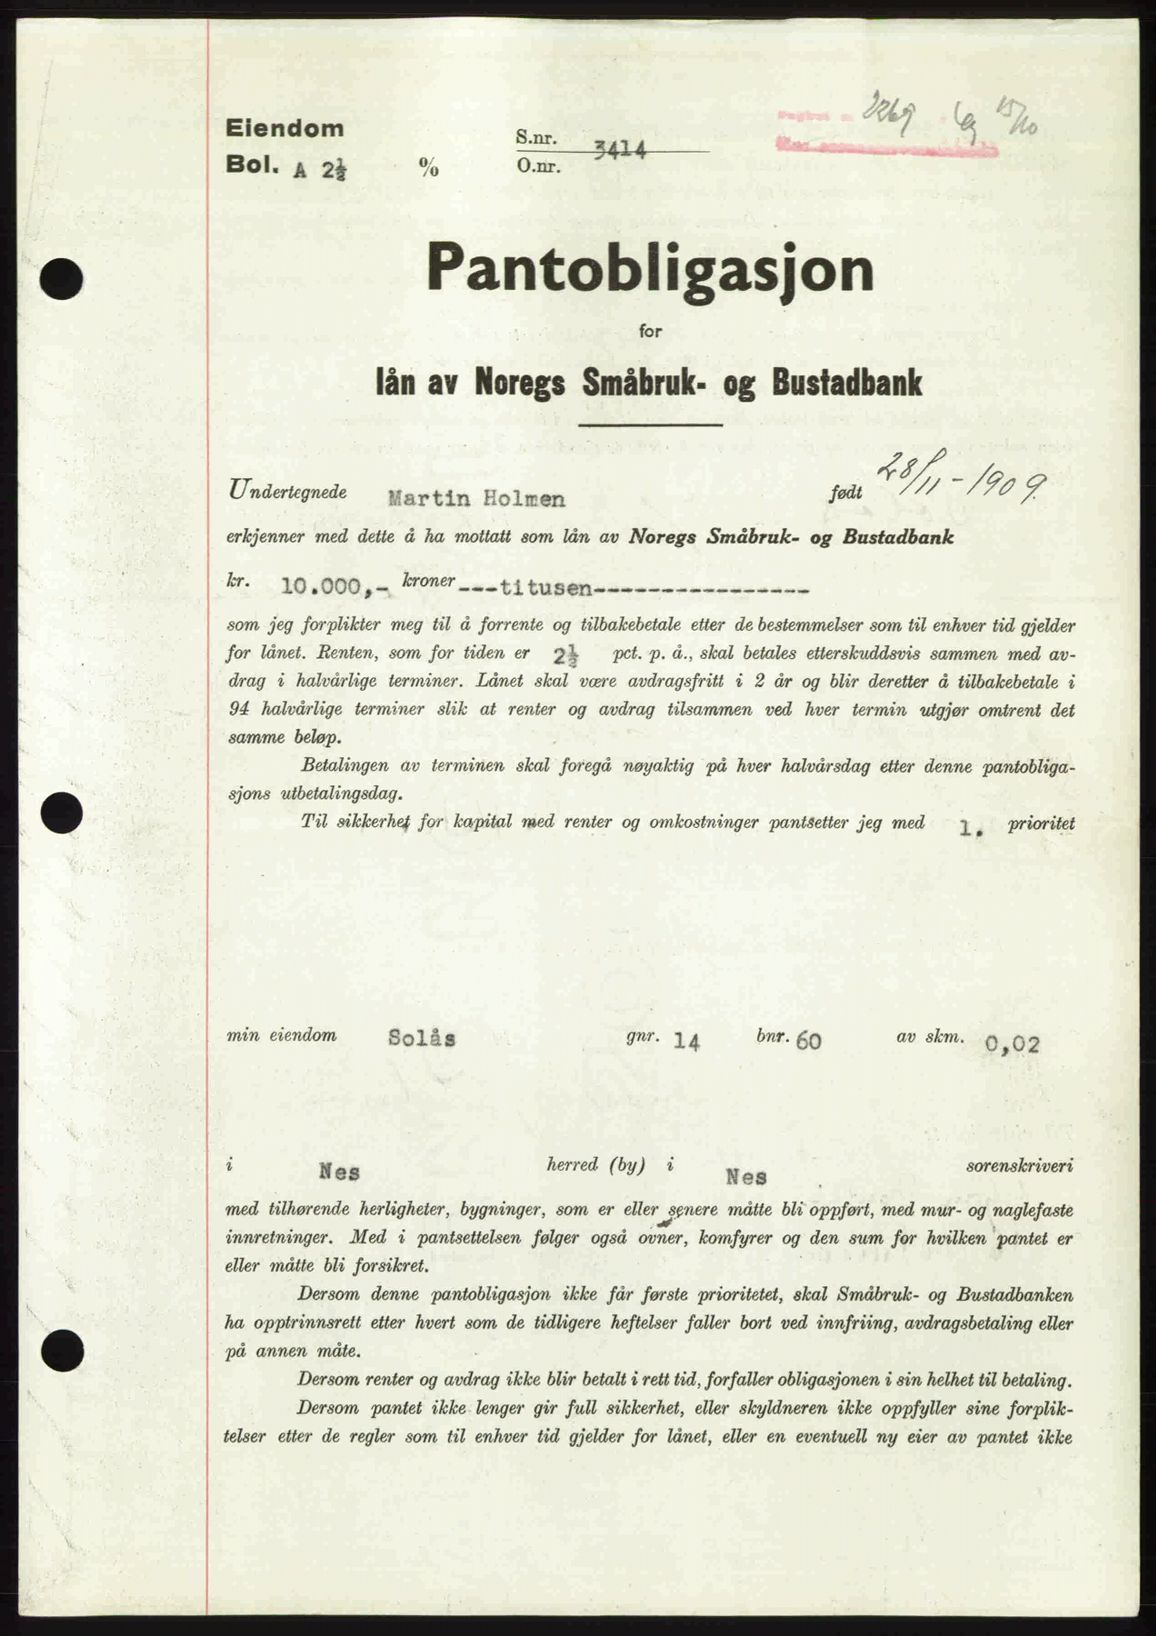 2269 15/10
Eiendom
S.nr. 3414
Bol. A 2½ %
O.nr.
Pantobligasjon
for
lån av Noregs Småbruk- og Bustadbank
Undertegnede Martin Holmen født 28/11-1909.
erkjenner med dette å ha mottatt som lån av Noregs Småbruk- og Bustadbank
kr. 10.000,- kroner ---titusen-----------------
som jeg forplikter meg til å forrente og tilbakebetale etter de bestemmelser som til enhver tid gjelder
for lånet. Renten, som for tiden er 2½ pct. p. å., skal betales etterskuddsvis sammen med av-
drag i halvårlige terminer. Lånet skal være avdragsfritt i 2 år og blir deretter å tilbakebetale i
94 halvårlige terminer slik at renter og avdrag tilsammen ved hver termin utgjør omtrent det
samme beløp.
Betalingen av terminen skal foregå nøyaktig på hver halvårsdag etter denne pantobliga-
sjons utbetalingsdag.
Til sikkerhet for kapital med renter og omkostninger pantsetter jeg med 1. prioritet
min eiendom Solås gnr. 14 bnr. 60 av skm. 0,02
i Nes herred (by) i Nes sorenskriveri
med tilhørende herligheter, bygninger, som er eller senere måtte bli oppført, med mur- og naglefaste
innretninger. Med i pantsettelsen følger også ovner, komfyrer og den sum for hvilken pantet er
eller måtte bli forsikret.
Dersom denne pantobligasjon ikke får første prioritetet, skal Småbruk- og Bustadbanken
ha opptrinnsrett etter hvert som de tidligere heftelser faller bort ved innfriing, avdragsbetaling eller
på annen måte.
Dersom renter og avdrag ikke blir betalt i rett tid, forfaller obligasjonen i sin helhet til betaling.
Dersom pantet ikke lenger gir full sikkerhet, eller skyldneren ikke oppfyller sine forplik-
telser etter de regler som til enhver tid gjelder for lånet, eller en eventuell ny eier av pantet ikke